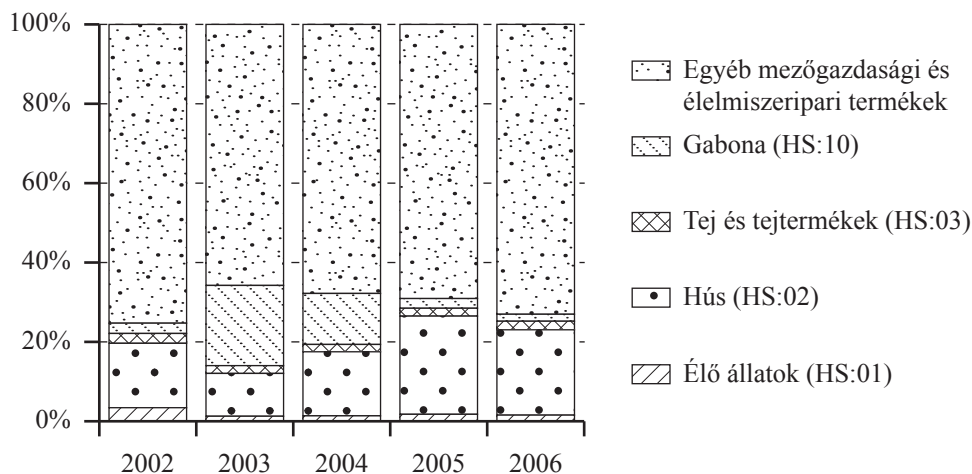 100%
80%
60%
40%
20%
0%
2002 2003 2004 2005 2006
Egyéb mezőgazdasági és
élelmiszeripari termékek
Gabona (HS:10)
Tej és tejtermékek (HS:03)
Hús (HS:02)
Élő állatok (HS:01)